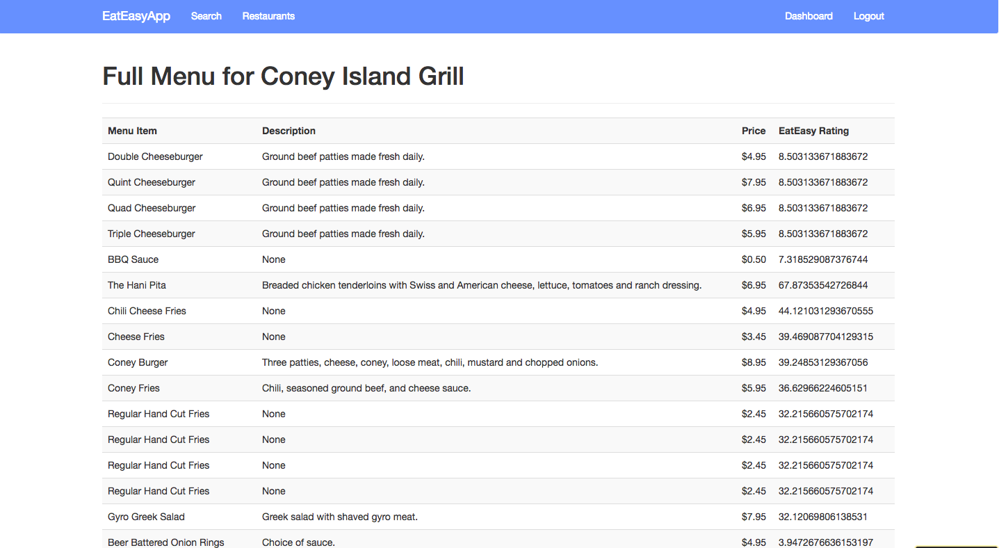 EatEasyApp Search Restaurants Dashboard Logout
Full Menu for Coney Island Grill
Menu Item Description Price EatEasy Rating
Double Cheeseburger Ground beef patties made fresh daily. $4.95 8.503133671883672
Quint Cheeseburger Ground beef patties made fresh daily. $7.95 8.503133671883672
Quad Cheeseburger Ground beef patties made fresh daily. $6.95 8.503133671883672
Triple Cheeseburger Ground beef patties made fresh daily. $5.95 8.503133671883672
BBQ Sauce None $0.50 7.318529087376744
The Hani Pita Breaded chicken tenderloins with Swiss and American cheese, lettuce, tomatoes and ranch dressing. $6.95 67.87353542726844
Chili Cheese Fries None $4.95 44.121031293670555
Cheese Fries None $3.45 39.469087704129315
Coney Burger Three patties, cheese, coney, loose meat, chili, mustard and chopped onions. $8.95 39.24853129367056
Coney Fries Chili, seasoned ground beef, and cheese sauce. $5.95 36.62966224605151
Regular Hand Cut Fries None $2.45 32.215660575702174
Regular Hand Cut Fries None $2.45 32.215660575702174
Regular Hand Cut Fries None $2.45 32.215660575702174
Regular Hand Cut Fries None $2.45 32.215660575702174
Gyro Greek Salad Greek salad with shaved gyro meat. $7.95 32.12069806138531
Beer Battered Onion Rings Choice of sauce. $4.95 3.9472676636153197